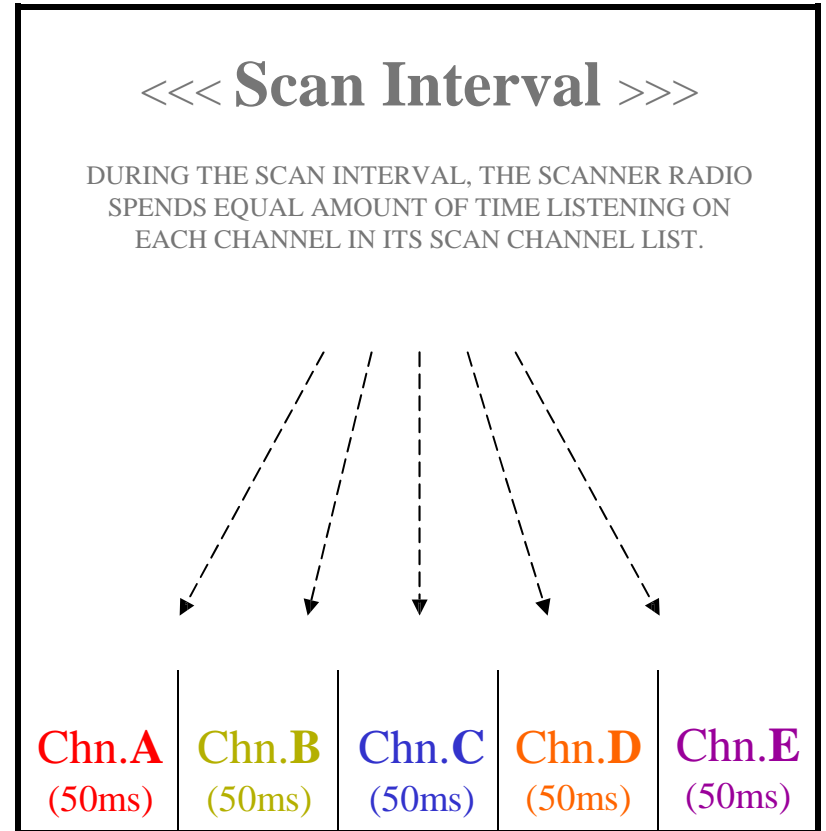 <<< Scan Interval >>>
DURING THE SCAN INTERVAL, THE SCANNER RADIO
SPENDS EQUAL AMOUNT OF TIME LISTENING ON
EACH CHANNEL IN ITS SCAN CHANNEL LIST.
Chn.A Chn.B Chn.C Chn.D Chn.E
(50ms) (50ms) (50ms) (50ms) (50ms)